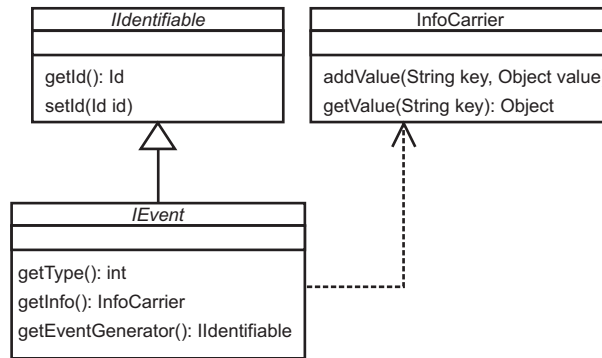 IIdentifiable
getId(): Id
setId(Id id)
InfoCarrier
addValue(String key, Object value
getValue(String key): Object
IEvent
getType(): int
getInfo(): InfoCarrier
getEventGenerator(): IIdentifiable